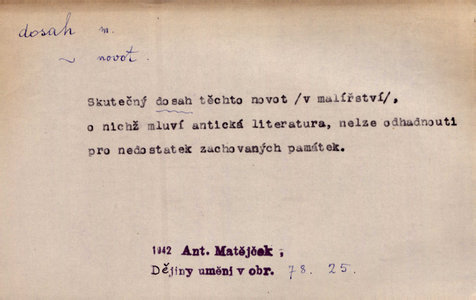 dosah m.
~ novot.
Skutečný dosah těchto novot /v malířství/,
o nichž mluví antická literatura, nelze odhadnouti
pro nedostatek zachovaných památek.
1942 Ant. Matějček ,
Dějiny umění v obr. 78. 25.